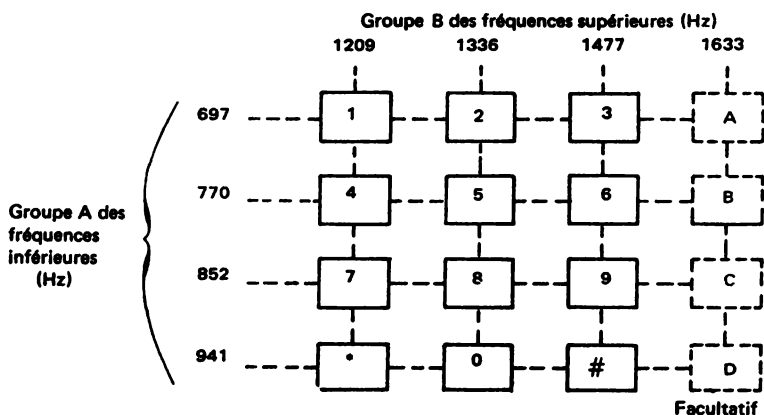 Groupe B des fréquences supérieures (Hz)
1209 1336 1477 1633
697 1 2 3 A
770 4 5 6 B
Groupe A des
fréquences
inférieures
(Hz)
852 7 8 9 C
941 * 0 # D
Facultatif